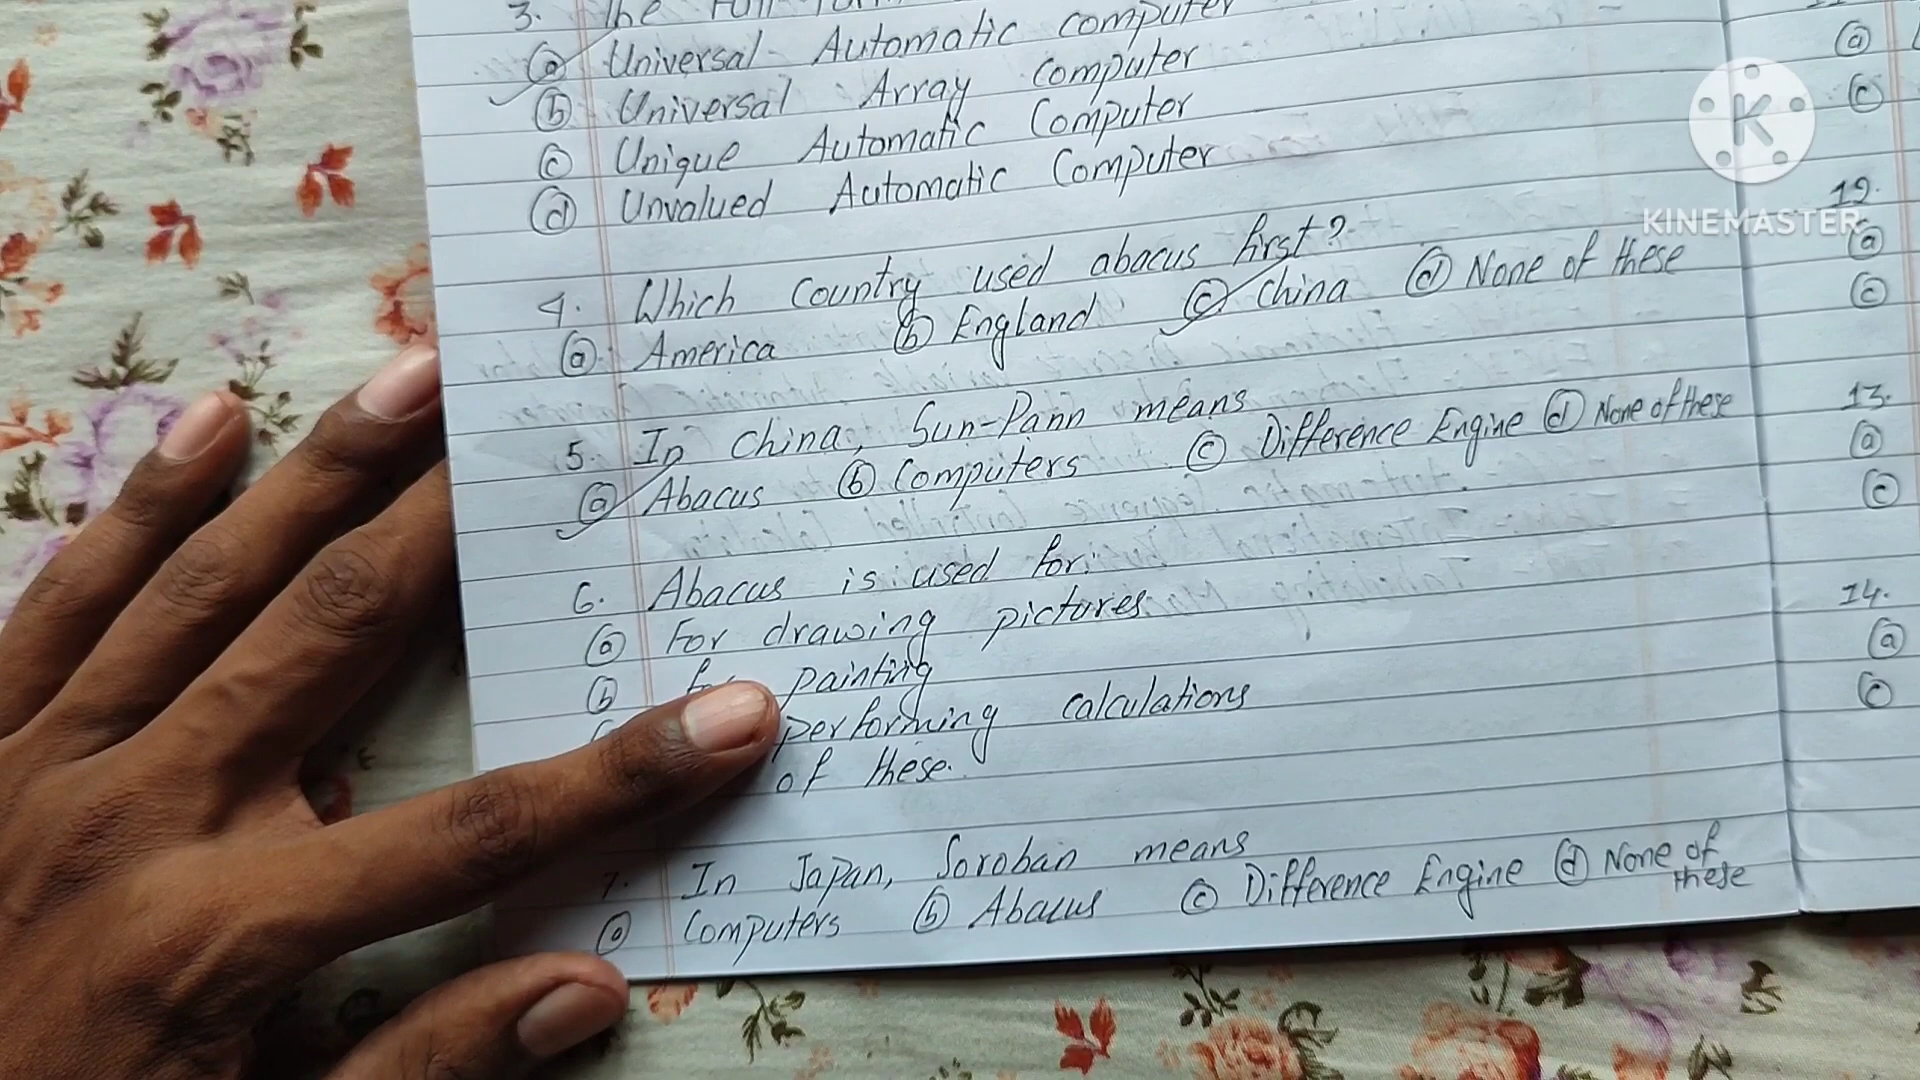 3. The Full
ⓐ Universal Automatic computer
ⓑ Universal Array Computer
ⓒ Unique Automatic Computer
ⓓ Unvalued Automatic Computer
4. Which Country used abacus first?
ⓐ America ⓑ England ⓒ China ⓓ None of these
5. In China, Sun-Pann means
ⓐ Abacus ⓑ Computers ⓒ Difference Engine ⓓ None of these
6. Abacus is used for:
ⓐ For drawing pictures
ⓑ for painting
performing calculations
of these.
7. In Japan, Soroban means
ⓐ Computers ⓑ Abacus ⓒ Difference Engine ⓓ None of
these
ⓐ
ⓒ
12.
ⓐ
ⓒ
13.
ⓐ
ⓒ
14.
ⓐ
ⓒ
K
KINEMASTER